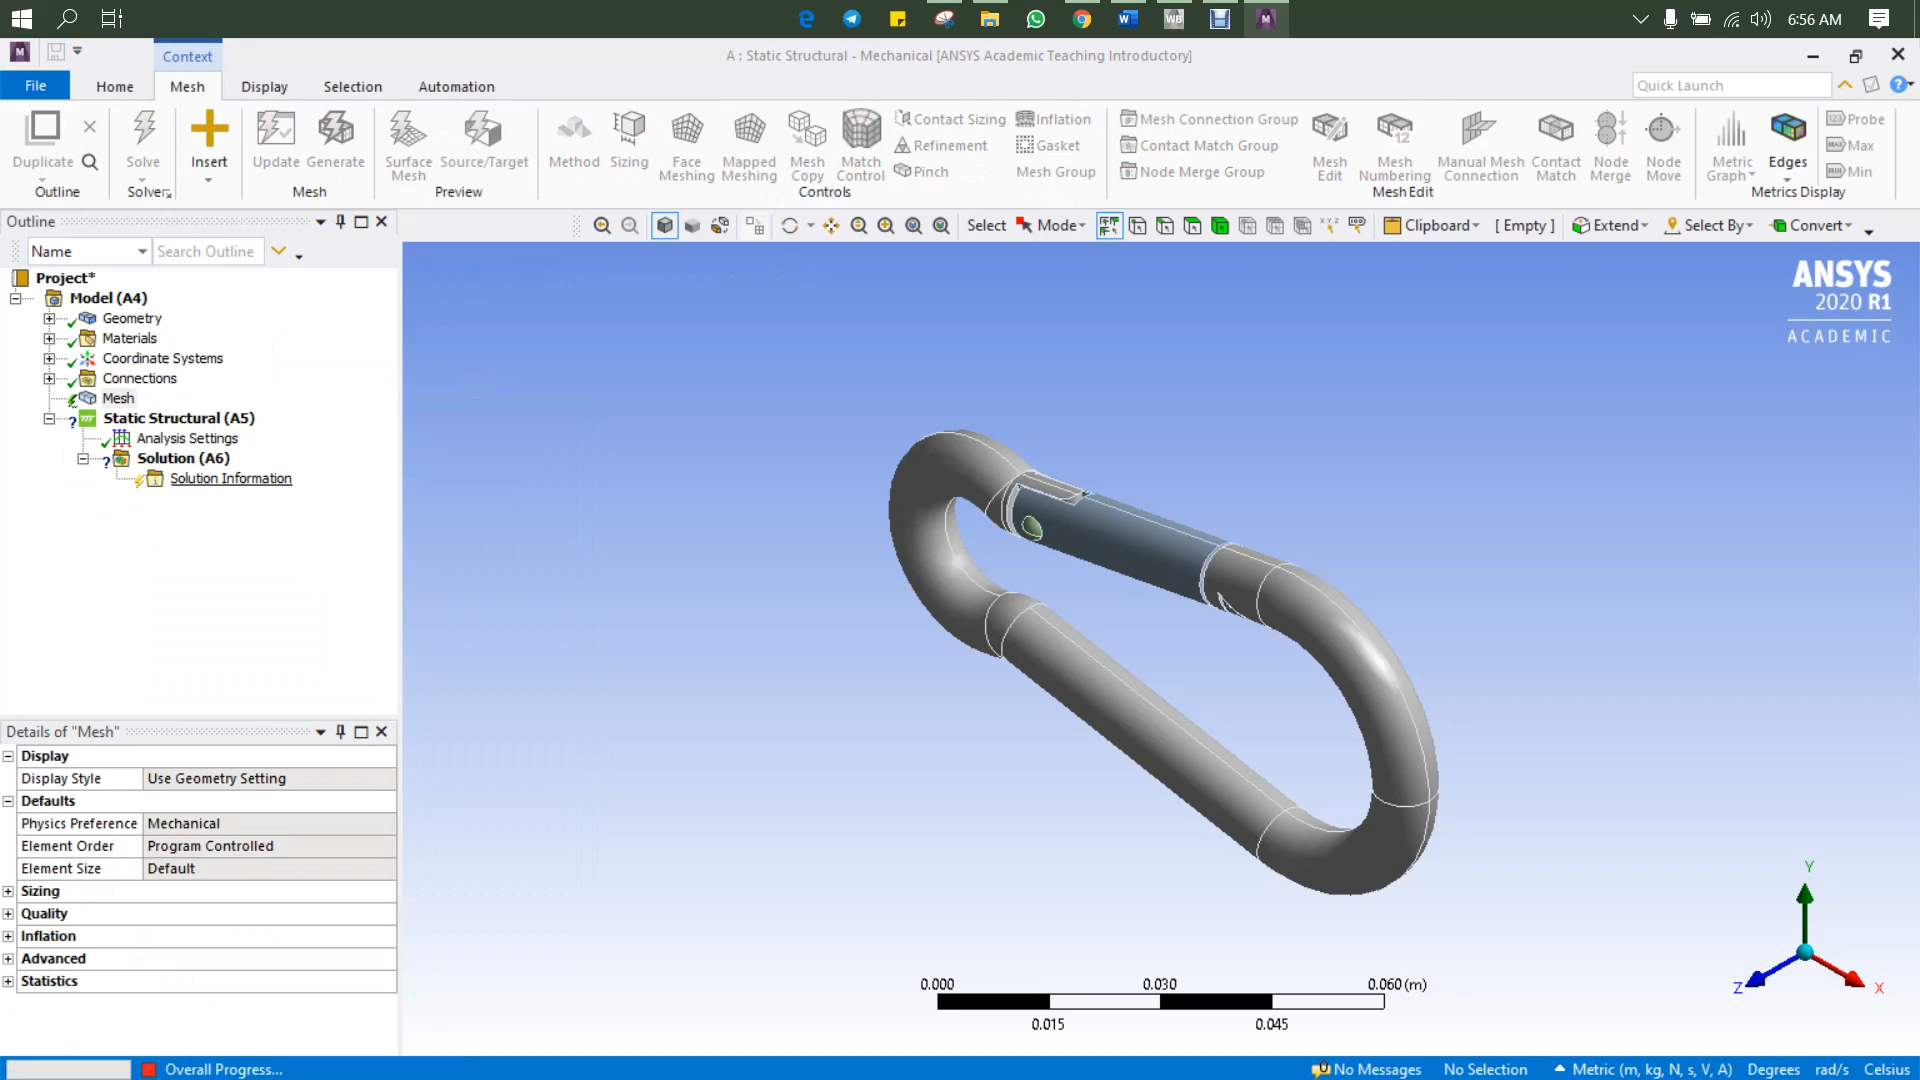 6:56 AM
Context
A : Static Structural - Mechanical [ANSYS Academic Teaching Introductory]
File Home Mesh Display Selection Automation
Quick Launch
Duplicate
Outline
Solve
Solver
Insert
Update Generate
Mesh
Surface Mesh Source/Target
Preview
Method Sizing Face Meshing Mapped Meshing Mesh Copy Match Control
Contact Sizing Inflation
Refinement Gasket
Pinch Mesh Group
Controls
Mesh Connection Group
Contact Match Group
Node Merge Group
Mesh Edit Mesh Numbering Manual Mesh Connection Contact Match Node Merge Node Move
Mesh Edit
Metric Graph Edges
Probe
Max
Min
Metrics Display
Outline
Select Mode Clipboard [ Empty ] Extend Select By Convert
Name Search Outline
Project*
Model (A4)
Geometry
Materials
Coordinate Systems
Connections
Mesh
Static Structural (A5)
Analysis Settings
Solution (A6)
Solution Information
ANSYS
2020 R1
ACADEMIC
Details of "Mesh"
Display
Display Style Use Geometry Setting
Defaults
Physics Preference Mechanical
Element Order Program Controlled
Element Size Default
Sizing
Quality
Inflation
Advanced
Statistics
0.000 0.030 0.060 (m)
0.015 0.045
Y
Z
X
Overall Progress...
No Messages No Selection Metric (m, kg, N, s, V, A) Degrees rad/s Celsius